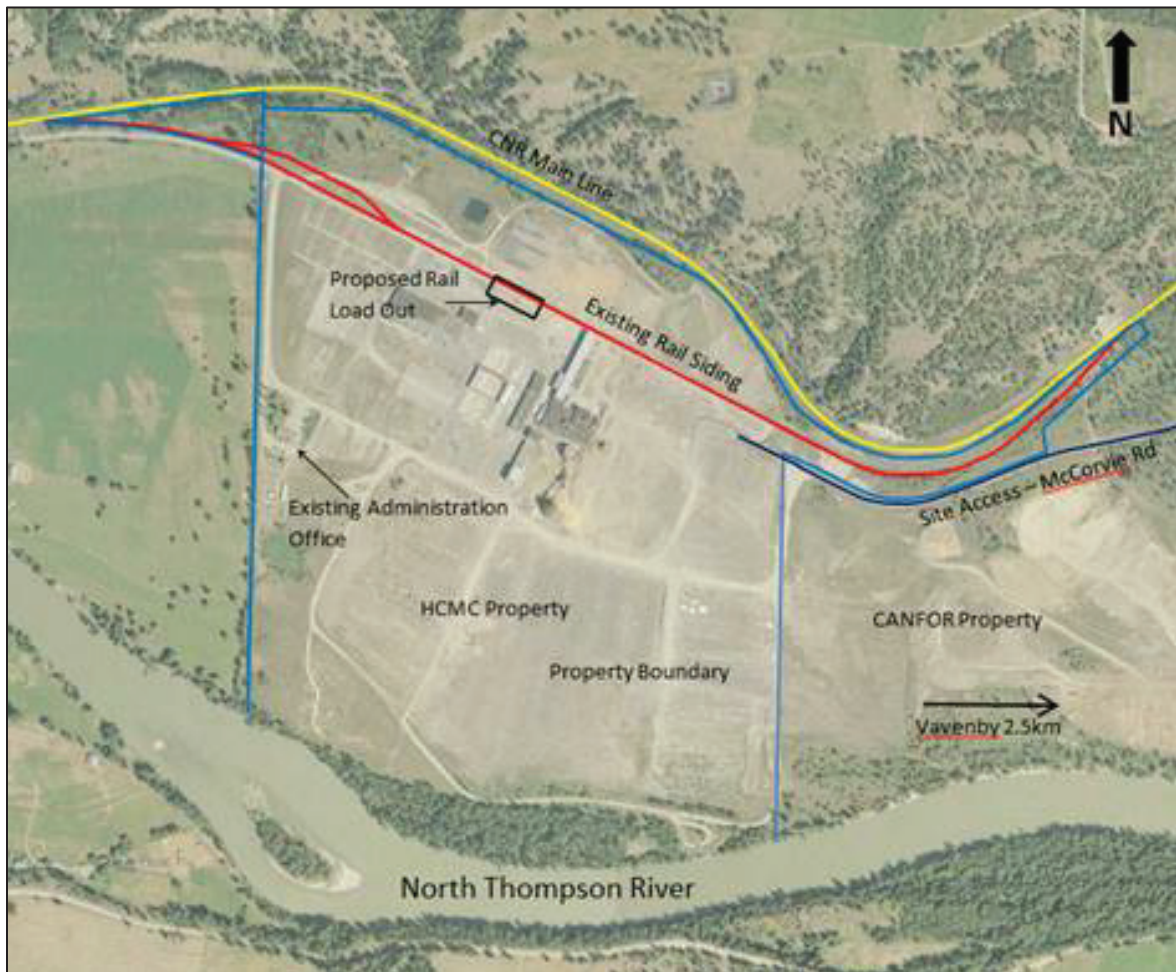 N
CNR Main Line
Proposed Rail
Load Out
Existing Rail Siding
Site Access – McCorvie Rd
Existing Administration
Office
HCMC Property
CANFOR Property
Property Boundary
Vavenby 2.5km
North Thompson River